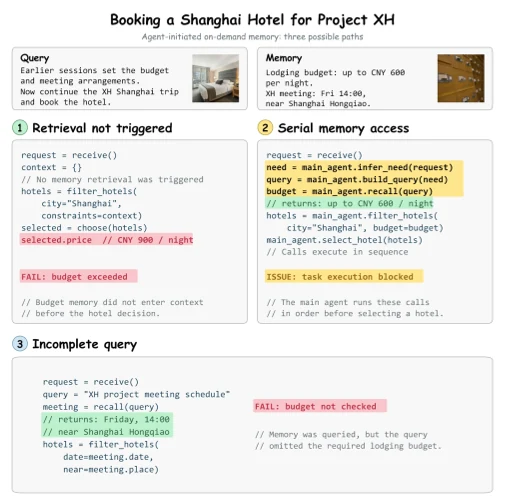 Booking a Shanghai Hotel for Project XH
Agent-initiated on-demand memory: three possible paths
Query
Earlier sessions set the budget
and meeting arrangements.
Now continue the XH Shanghai trip
and book the hotel.
Memory
Lodging budget: up to CNY 600
per night.
XH meeting: Fri 14:00,
near Shanghai Hongqiao.
1 Retrieval not triggered
request = receive()
context = {}
// No memory retrieval was triggered
hotels = filter_hotels(
city="Shanghai",
constraints=context)
selected = choose(hotels)
selected.price // CNY 900 / night
FAIL: budget exceeded
// Budget memory did not enter context
// before the hotel decision.
2 Serial memory access
request = receive()
need = main_agent.infer_need(request)
query = main_agent.build_query(need)
budget = main_agent.recall(query)
// returns: up to CNY 600 / night
hotels = main_agent.filter_hotels(
city="Shanghai", budget=budget)
main_agent.select_hotel(hotels)
// Calls execute in sequence
ISSUE: task execution blocked
// The main agent runs these calls
// in order before selecting a hotel.
3 Incomplete query
request = receive()
query = "XH project meeting schedule"
meeting = recall(query)
// returns: Friday, 14:00
// near Shanghai Hongqiao
hotels = filter_hotels(
date=meeting.date,
near=meeting.place)
FAIL: budget not checked
// Memory was queried, but the query
// omitted the required lodging budget.